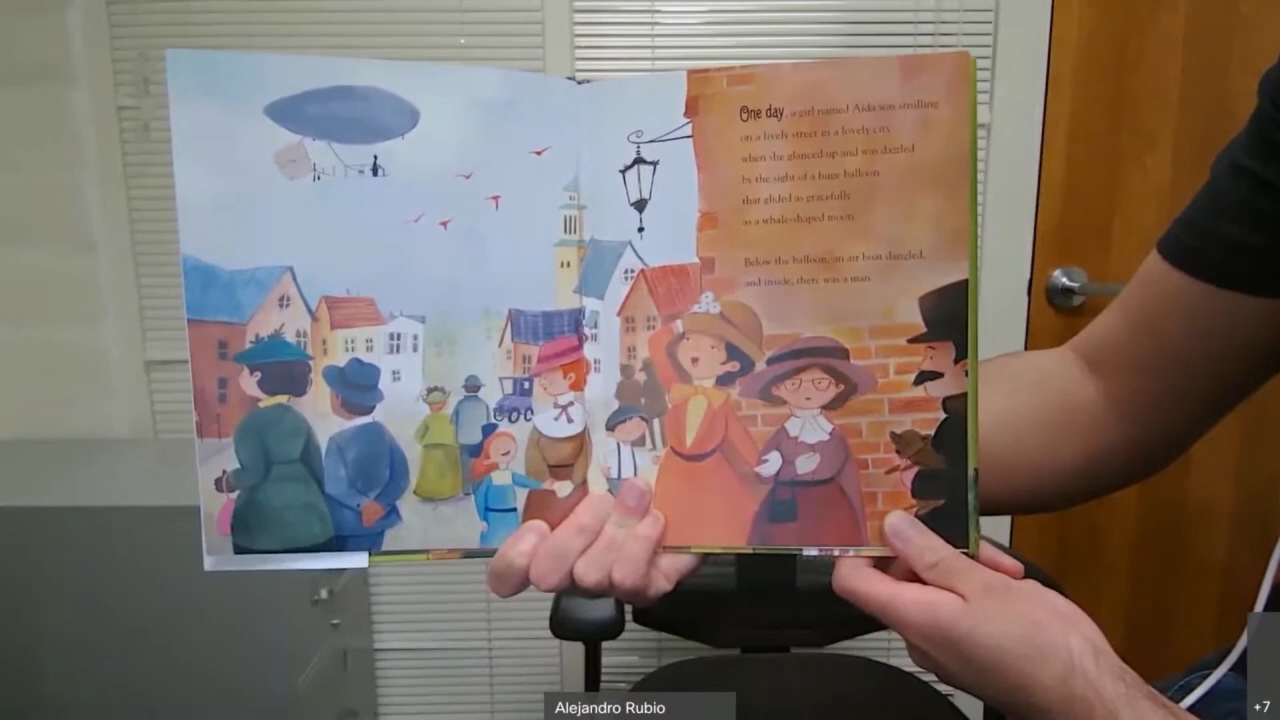 One day, a girl named Aida was strolling
on a lively street in a lovely city
when she glanced up and was dazzled
by the sight of a huge balloon
that glided as gracefully
as a whale-shaped moon.
Below the balloon, an air boat dangled,
and inside, there was a man.
Alejandro Rubio
+7